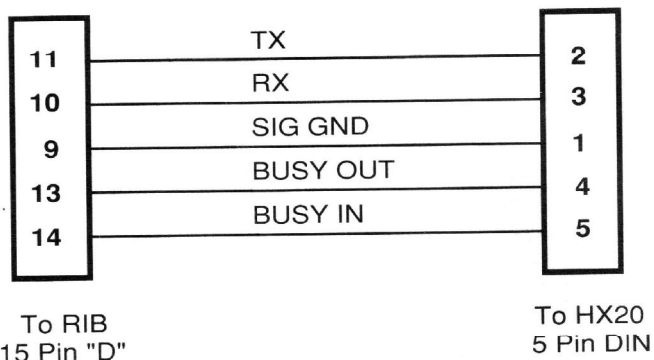 11 TX 2
10 RX 3
9 SIG GND 1
13 BUSY OUT 4
14 BUSY IN 5
To RIB
15 Pin "D"
To HX20
5 Pin DIN